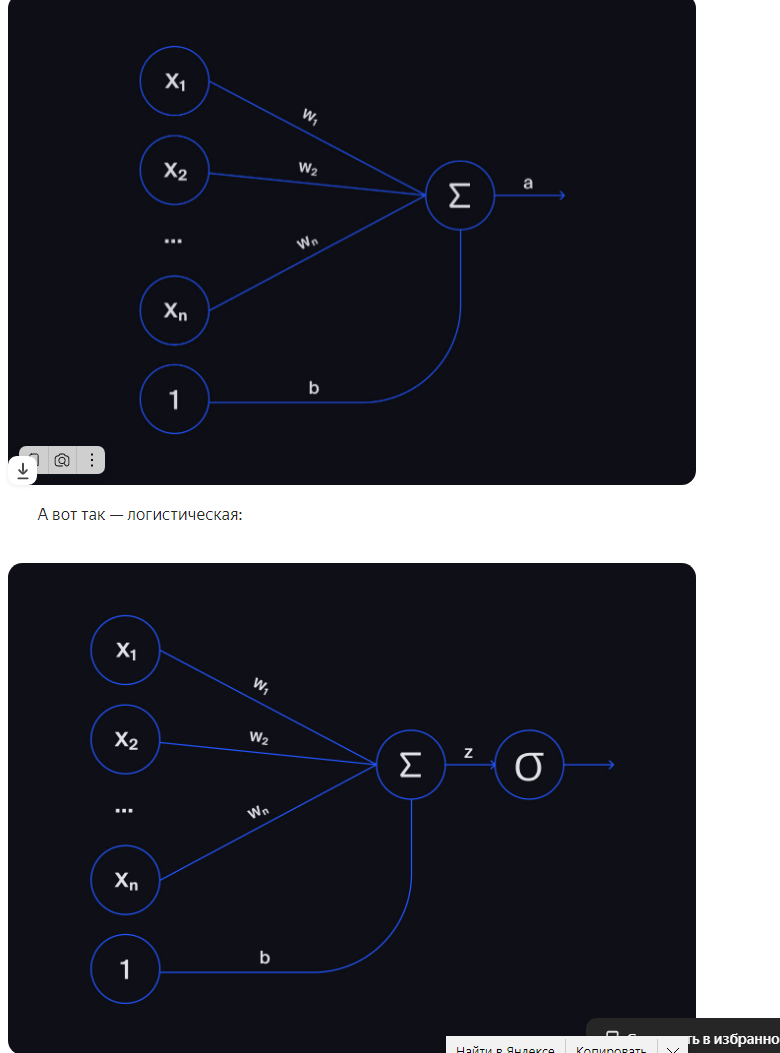 X₁
w₁
X₂
w₂
Σ
a
...
wₙ
Xₙ
1
b
А вот так — логистическая:
X₁
w₁
X₂
w₂
Σ
z
σ
...
wₙ
Xₙ
1
b
ть в избранно
Найти в Яндексе
Копировать